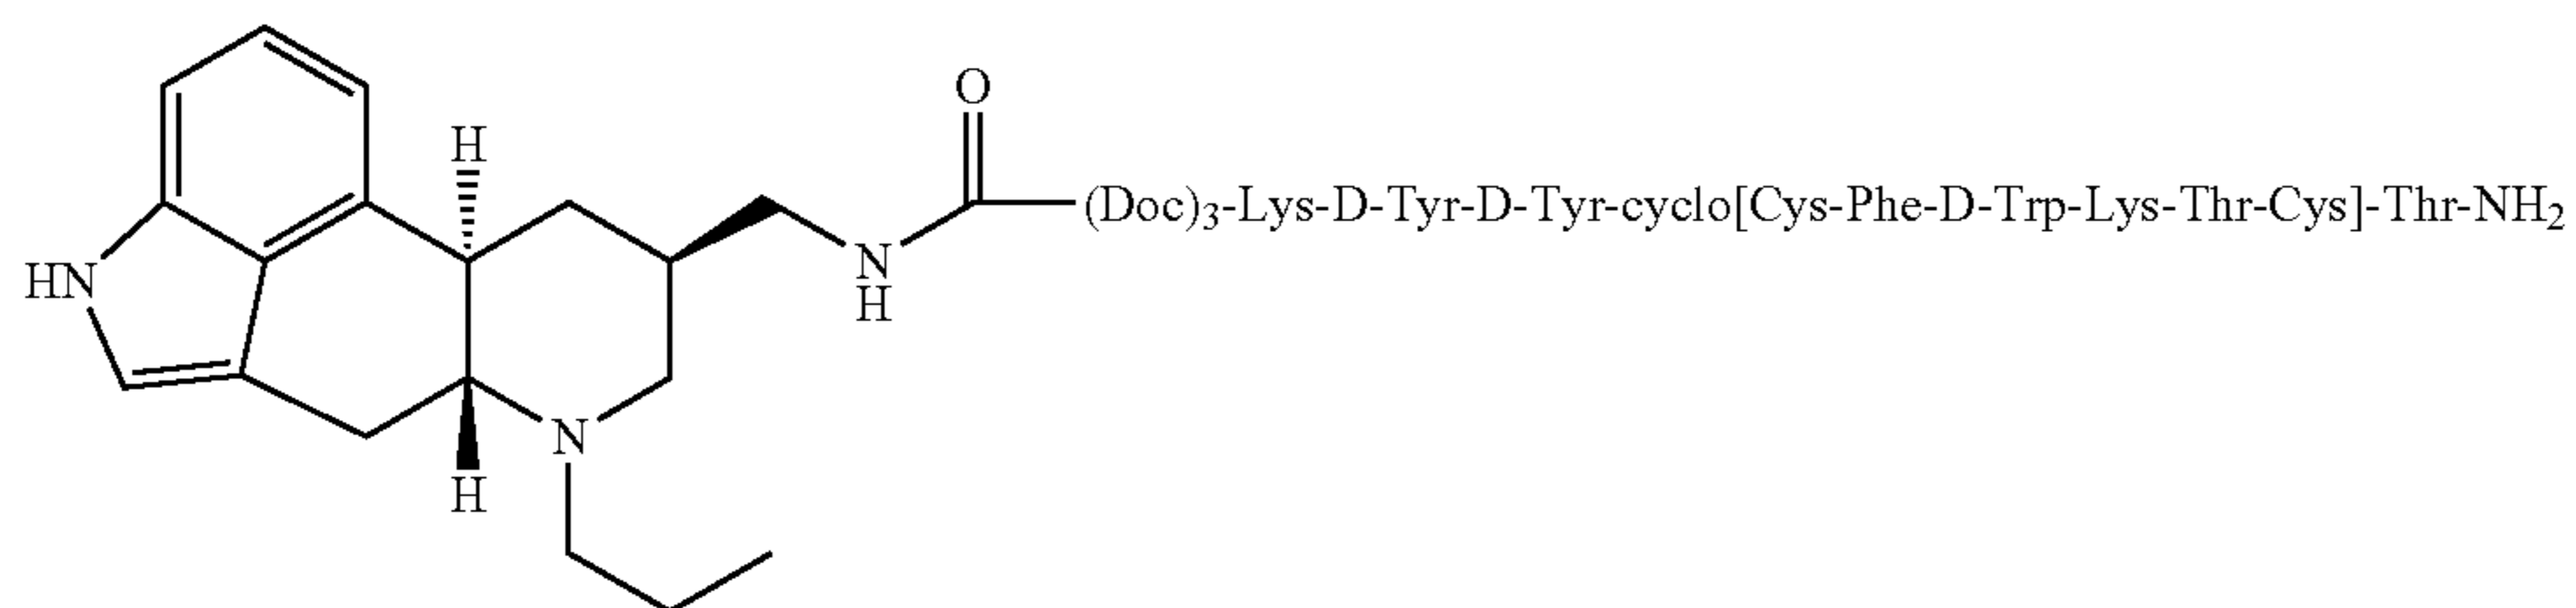 O
H
(Doc)3-Lys-D-Tyr-D-Tyr-cyclo[Cys-Phe-D-Trp-Lys-Thr-Cys]-Thr-NH2
HN
N
H
N
H